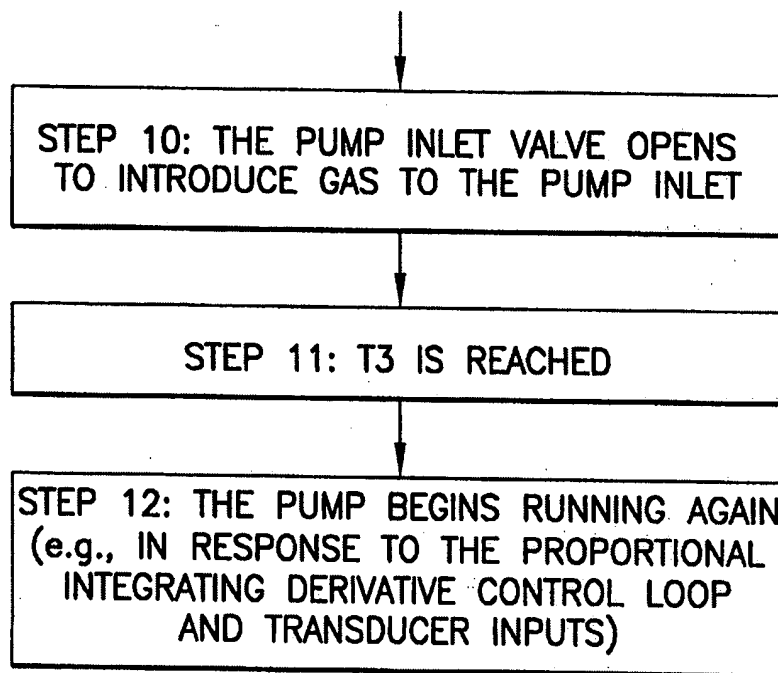 STEP 10: THE PUMP INLET VALVE OPENS
TO INTRODUCE GAS TO THE PUMP INLET
STEP 11: T3 IS REACHED
STEP 12: THE PUMP BEGINS RUNNING AGAIN
(e.g., IN RESPONSE TO THE PROPORTIONAL
INTEGRATING DERIVATIVE CONTROL LOOP
AND TRANSDUCER INPUTS)